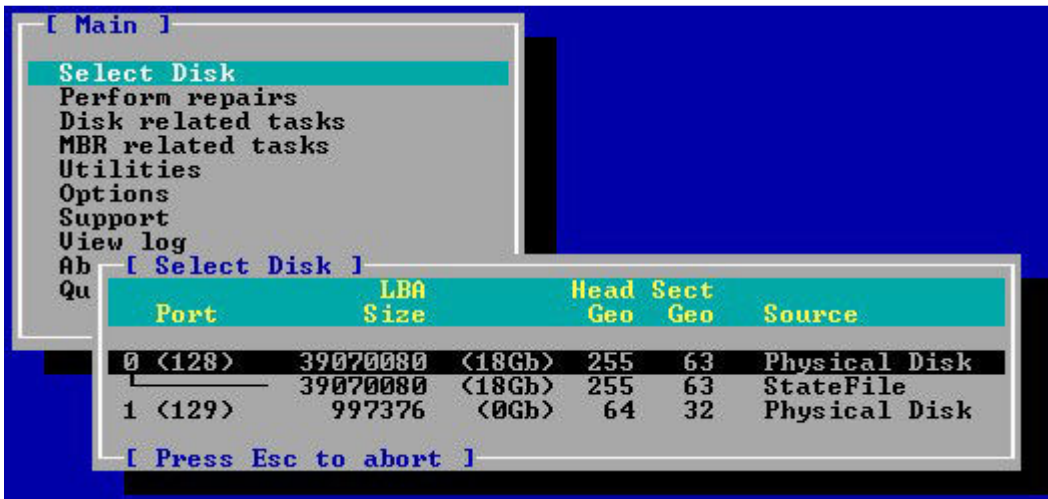 [ Main ]
Select Disk
Perform repairs
Disk related tasks
MBR related tasks
Utilities
Options
Support
View log
Ab
Qu
[ Select Disk ]
LBA Head Sect
Port Size Geo Geo Source
0 (128) 39070080 (18Gb) 255 63 Physical Disk
39070080 (18Gb) 255 63 StateFile
1 (129) 997376 (0Gb) 64 32 Physical Disk
[ Press Esc to abort ]